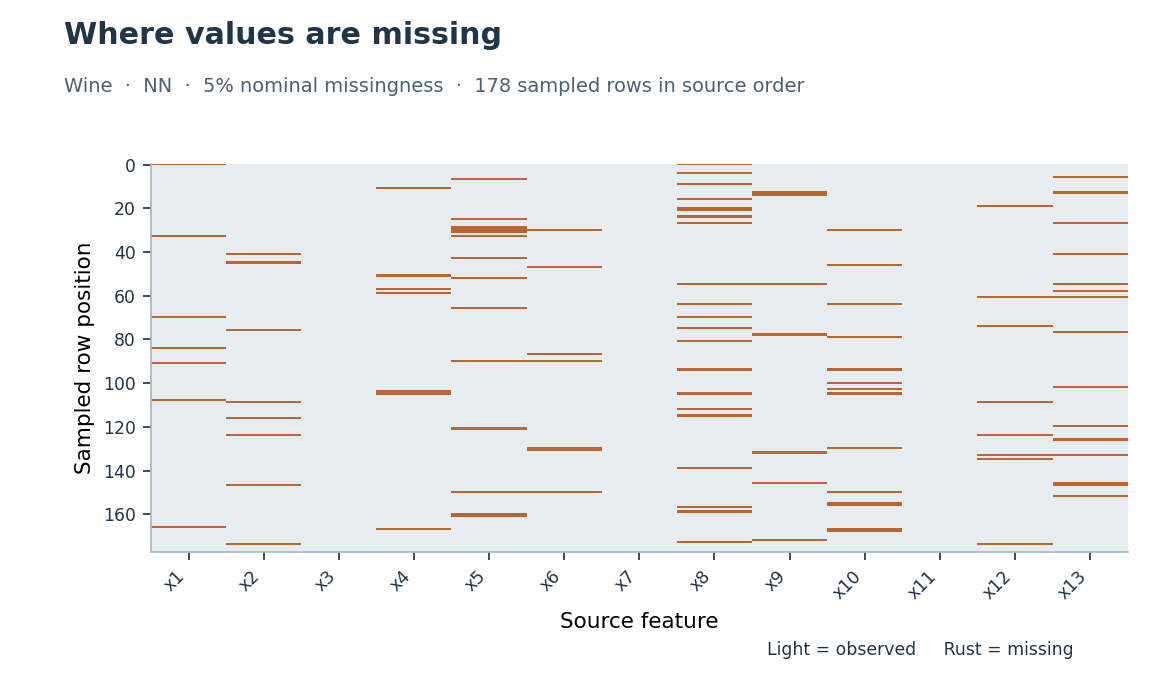 Where values are missing
Wine · NN · 5% nominal missingness · 178 sampled rows in source order
Sampled row position
0
20
40
60
80
100
120
140
160
x1 x2 x3 x4 x5 x6 x7 x8 x9 x10 x11 x12 x13
Source feature
Light = observed Rust = missing